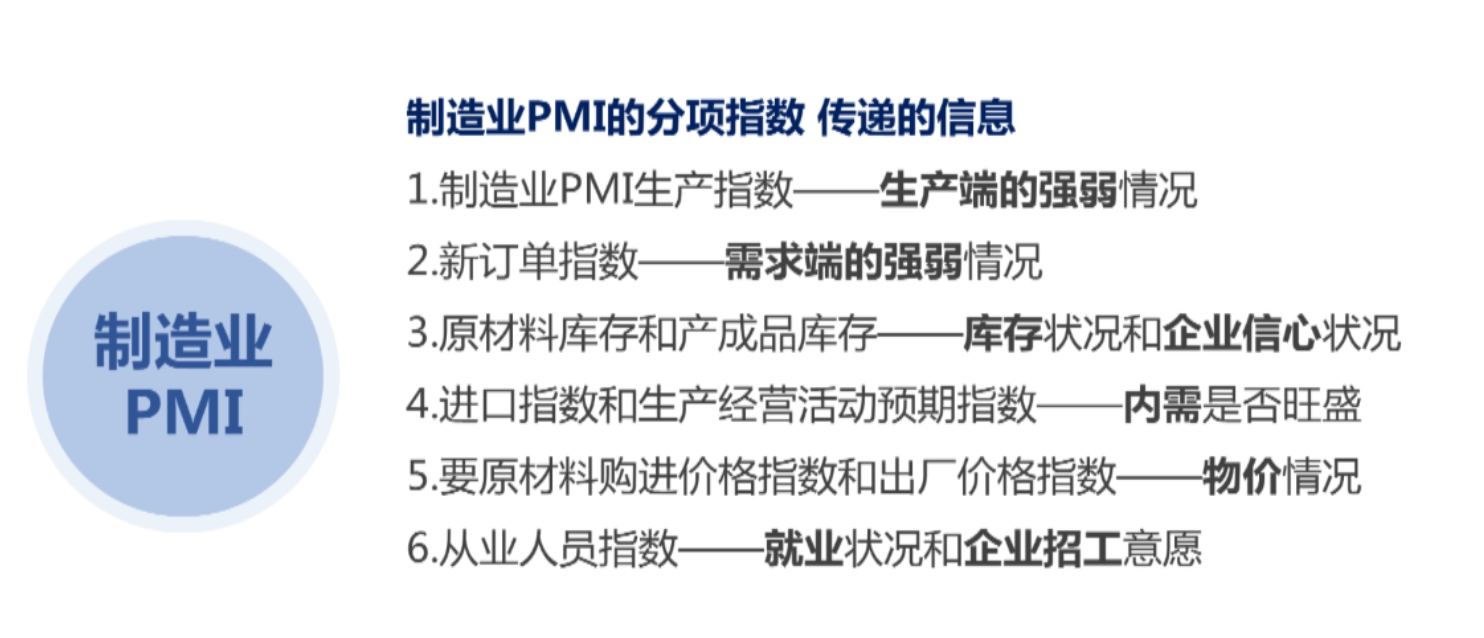 制造业PMI的分项指数 传递的信息
1.制造业PMI生产指数——生产端的强弱情况
2.新订单指数——需求端的强弱情况
3.原材料库存和产成品库存——库存状况和企业信心状况
4.进口指数和生产经营活动预期指数——内需是否旺盛
5.要原材料购进价格指数和出厂价格指数——物价情况
6.从业人员指数——就业状况和企业招工意愿
制造业
PMI